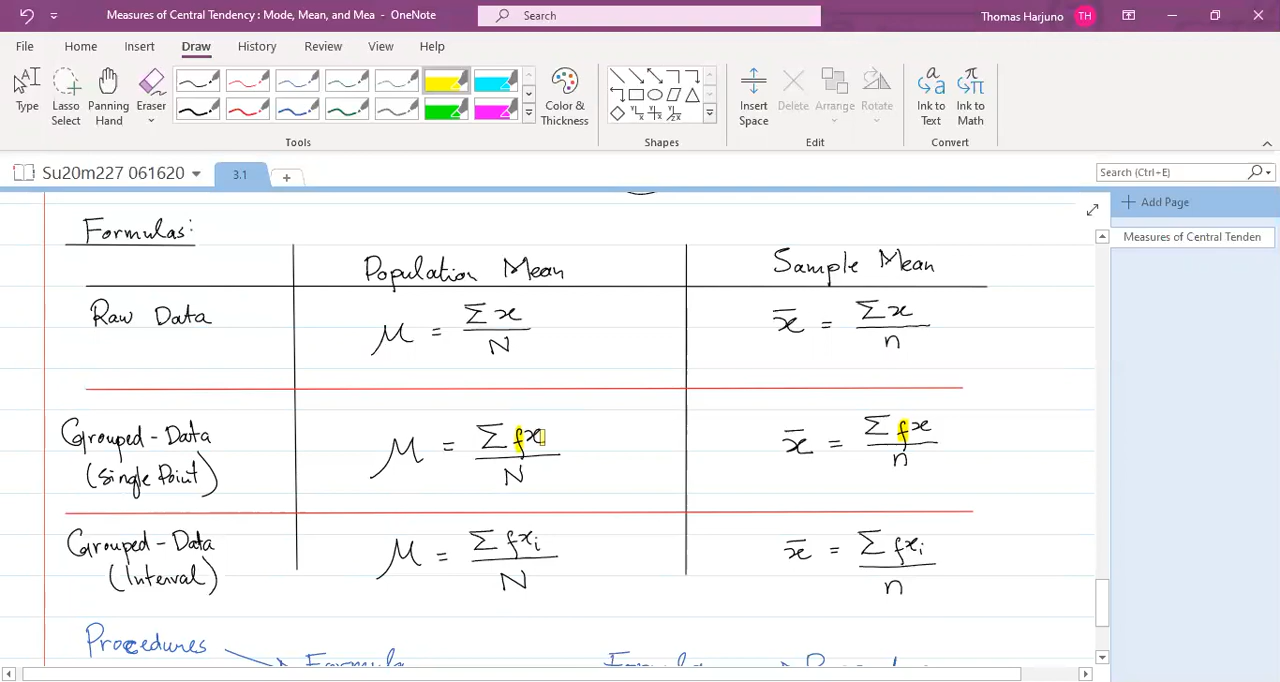 Measures of Central Tendency : Mode, Mean, and Mea - OneNote
Search
Thomas Harjuno TH
File Home Insert Draw History Review View Help
A
Type
Lasso Select
Panning Hand
Eraser
Color & Thickness
Insert Space
Delete
Arrange
Rotate
a
Ink to Text
π
Ink to Math
Tools Shapes Edit Convert
Su20m227 061620
3.1
Search (Ctrl+E)
Add Page
Measures of Central Tenden
Formulas:
Population Mean
Sample Mean
Raw Data
μ = Σx / N
x̄ = Σx / n
Grouped-Data
(Single Point)
μ = Σfx / N
x̄ = Σfx / n
Grouped-Data
(Interval)
μ = Σfxᵢ / N
x̄ = Σfxᵢ / n
Procedures
Formula